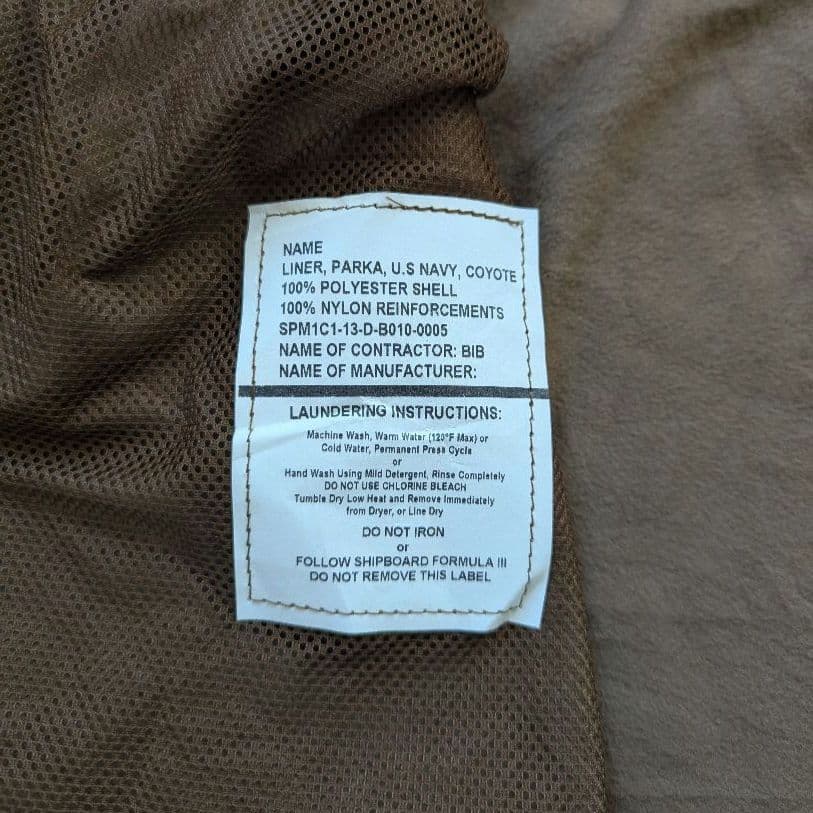 NAME
LINER, PARKA, U.S NAVY, COYOTE
100% POLYESTER SHELL
100% NYLON REINFORCEMENTS
SPM1C1-13-D-B010-0005
NAME OF CONTRACTOR: BIB
NAME OF MANUFACTURER:
LAUNDERING INSTRUCTIONS:
Machine Wash, Warm Water (120°F Max) or
Cold Water, Permanent Press Cycle
or
Hand Wash Using Mild Detergent, Rinse Completely
DO NOT USE CHLORINE BLEACH
Tumble Dry Low Heat and Remove Immediately
from Dryer, or Line Dry
DO NOT IRON
or
FOLLOW SHIPBOARD FORMULA III
DO NOT REMOVE THIS LABEL